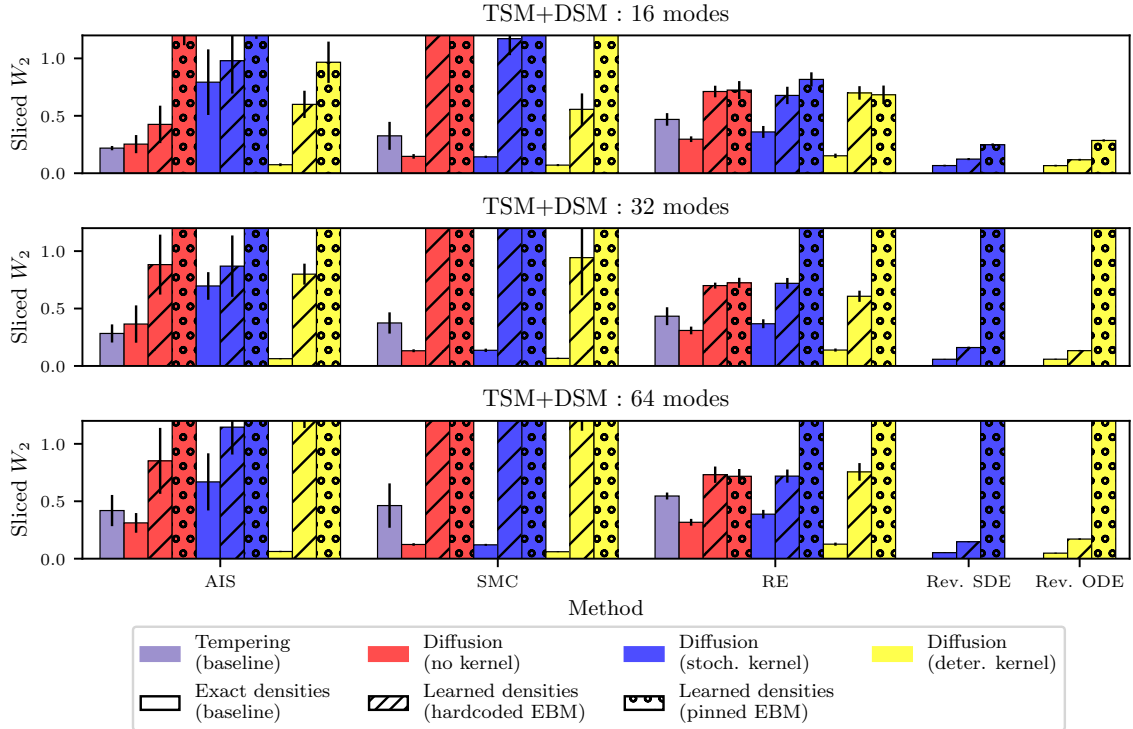 TSM+DSM : 16 modes
Sliced W₂
1.0
0.5
0.0
TSM+DSM : 32 modes
Sliced W₂
1.0
0.5
0.0
TSM+DSM : 64 modes
Sliced W₂
1.0
0.5
0.0
AIS SMC RE Rev. SDE Rev. ODE
Method
Tempering
(baseline)
Diffusion
(no kernel)
Diffusion
(stoch. kernel)
Diffusion
(deter. kernel)
Exact densities
(baseline)
Learned densities
(hardcoded EBM)
Learned densities
(pinned EBM)